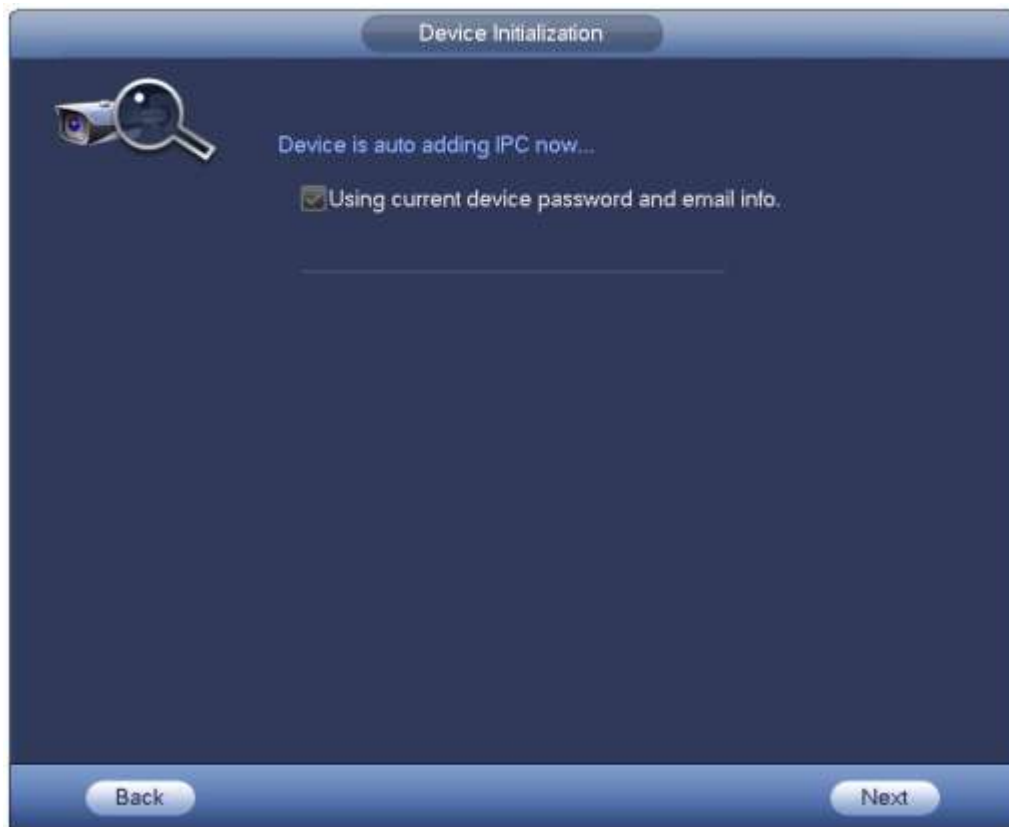 Device Initialization
Device is auto adding IPC now...
Using current device password and email info.
Back
Next